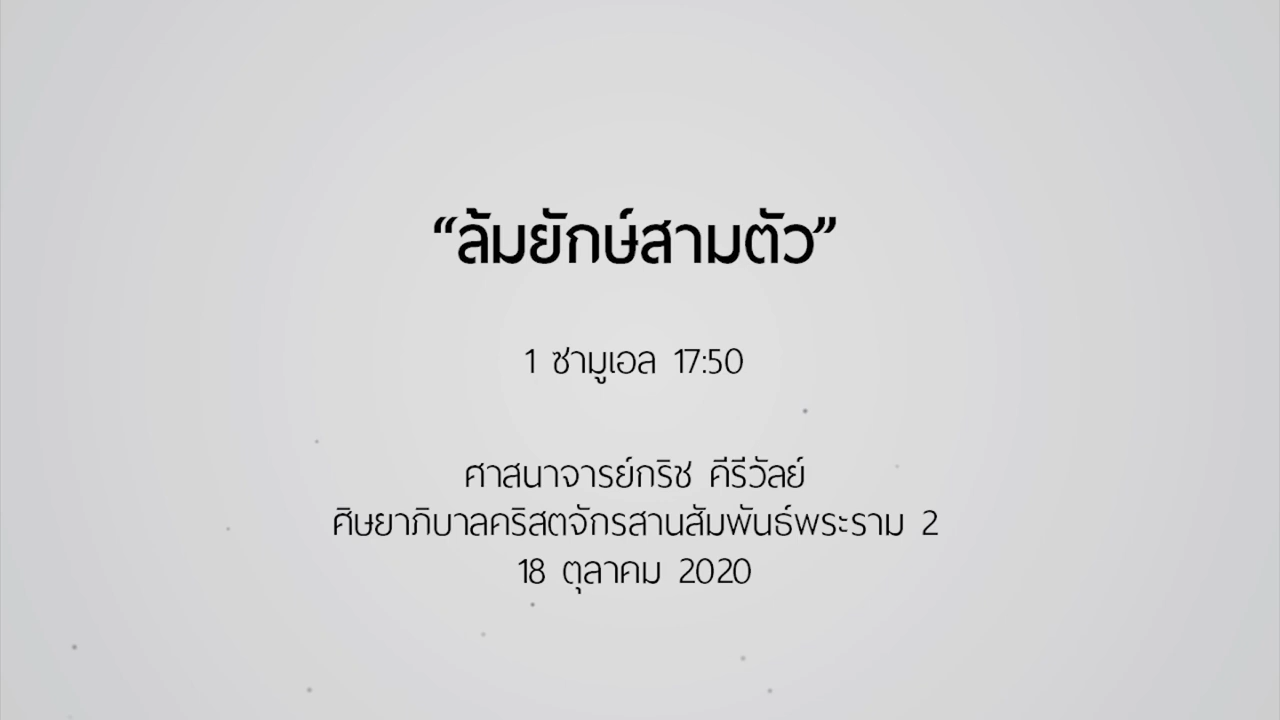 “ล้มยักษ์สามตัว”
1 ซามูเอล 17:50
ศาสนาจารย์กริช คีรีวัลย์
ศิษยาภิบาลคริสตจักรสานสัมพันธ์พระราม 2
18 ตุลาคม 2020